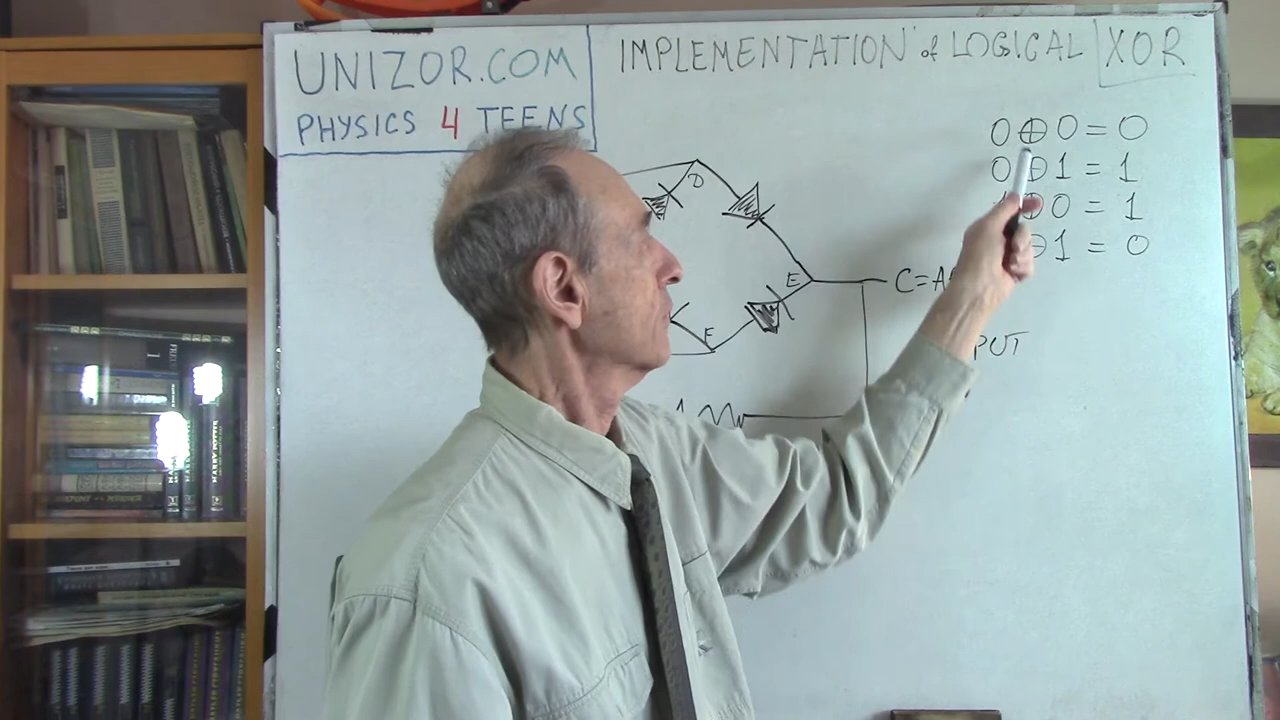 UNIZOR.COM
PHYSICS 4 TEENS
IMPLEMENTATION of LOGICAL XOR
0 ⊕ 0 = 0
0 ⊕ 1 = 1
⊕ 0 = 1
⊕ 1 = 0
D
E
C=A
F
PUT